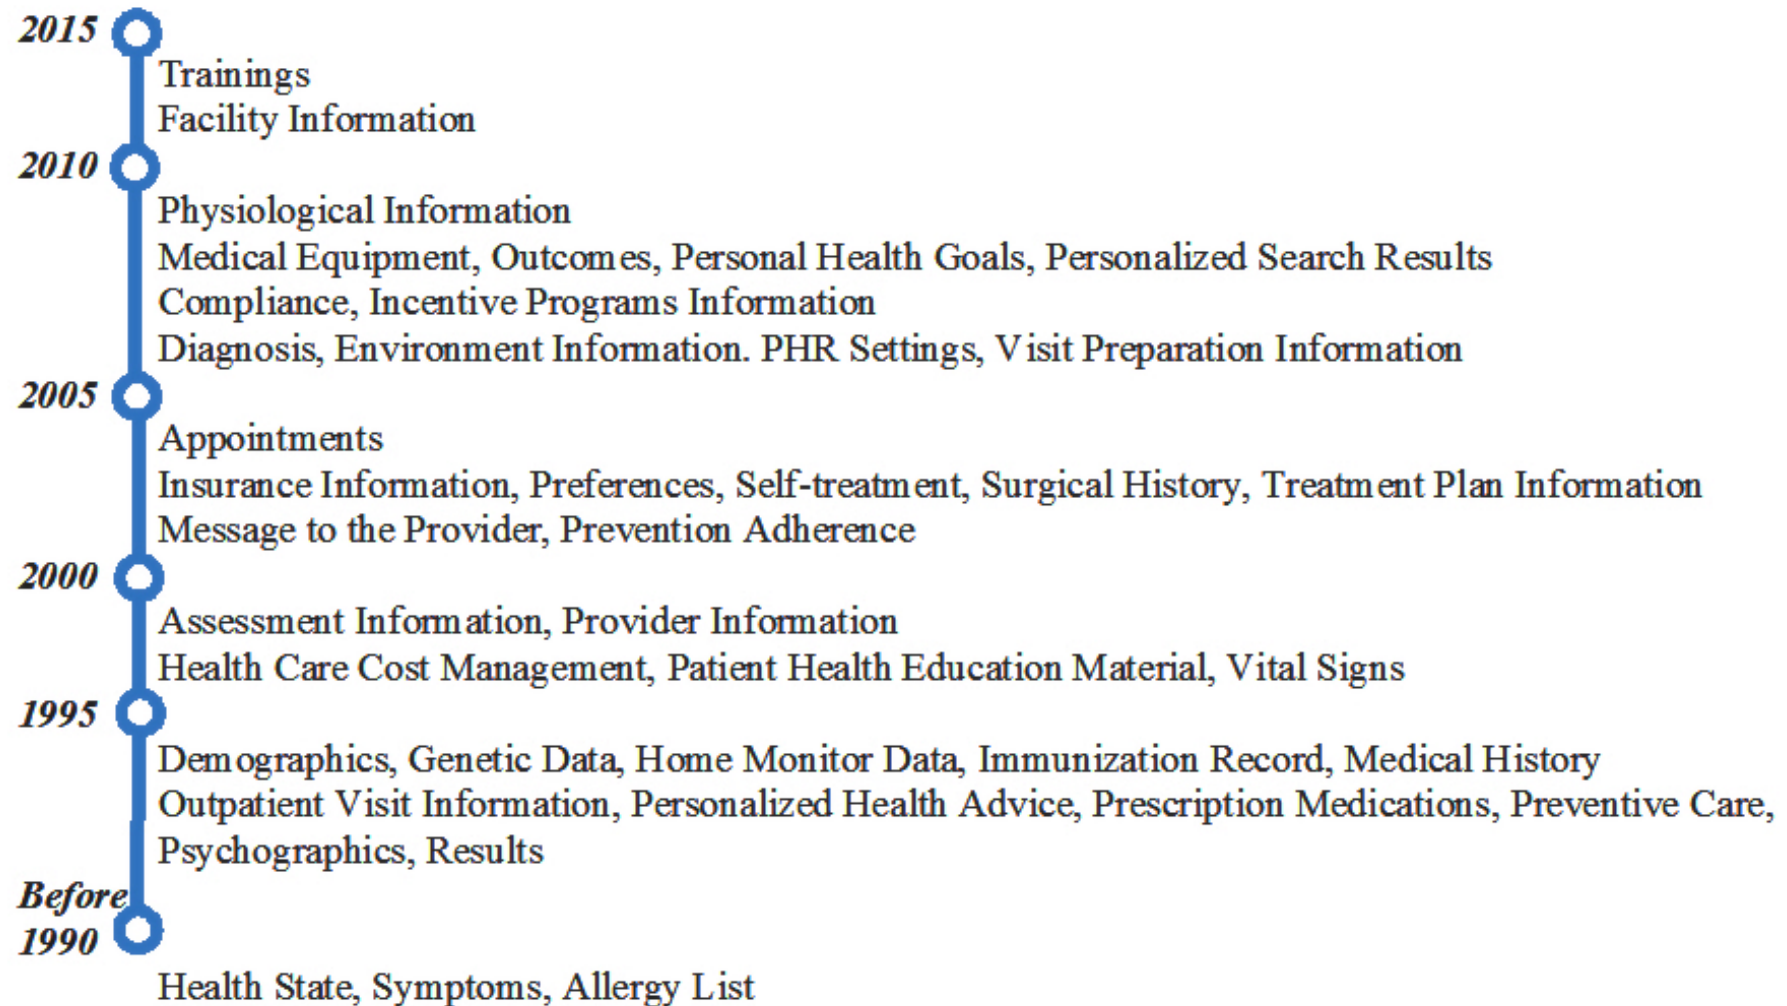 2015
Trainings
Facility Information
2010
Physiological Information
Medical Equipment, Outcomes, Personal Health Goals, Personalized Search Results
Compliance, Incentive Programs Information
Diagnosis, Environment Information. PHR Settings, Visit Preparation Information
2005
Appointments
Insurance Information, Preferences, Self-treatment, Surgical History, Treatment Plan Information
Message to the Provider, Prevention Adherence
2000
Assessment Information, Provider Information
Health Care Cost Management, Patient Health Education Material, Vital Signs
1995
Demographics, Genetic Data, Home Monitor Data, Immunization Record, Medical History
Outpatient Visit Information, Personalized Health Advice, Prescription Medications, Preventive Care,
Psychographics, Results
Before
1990
Health State, Symptoms, Allergy List